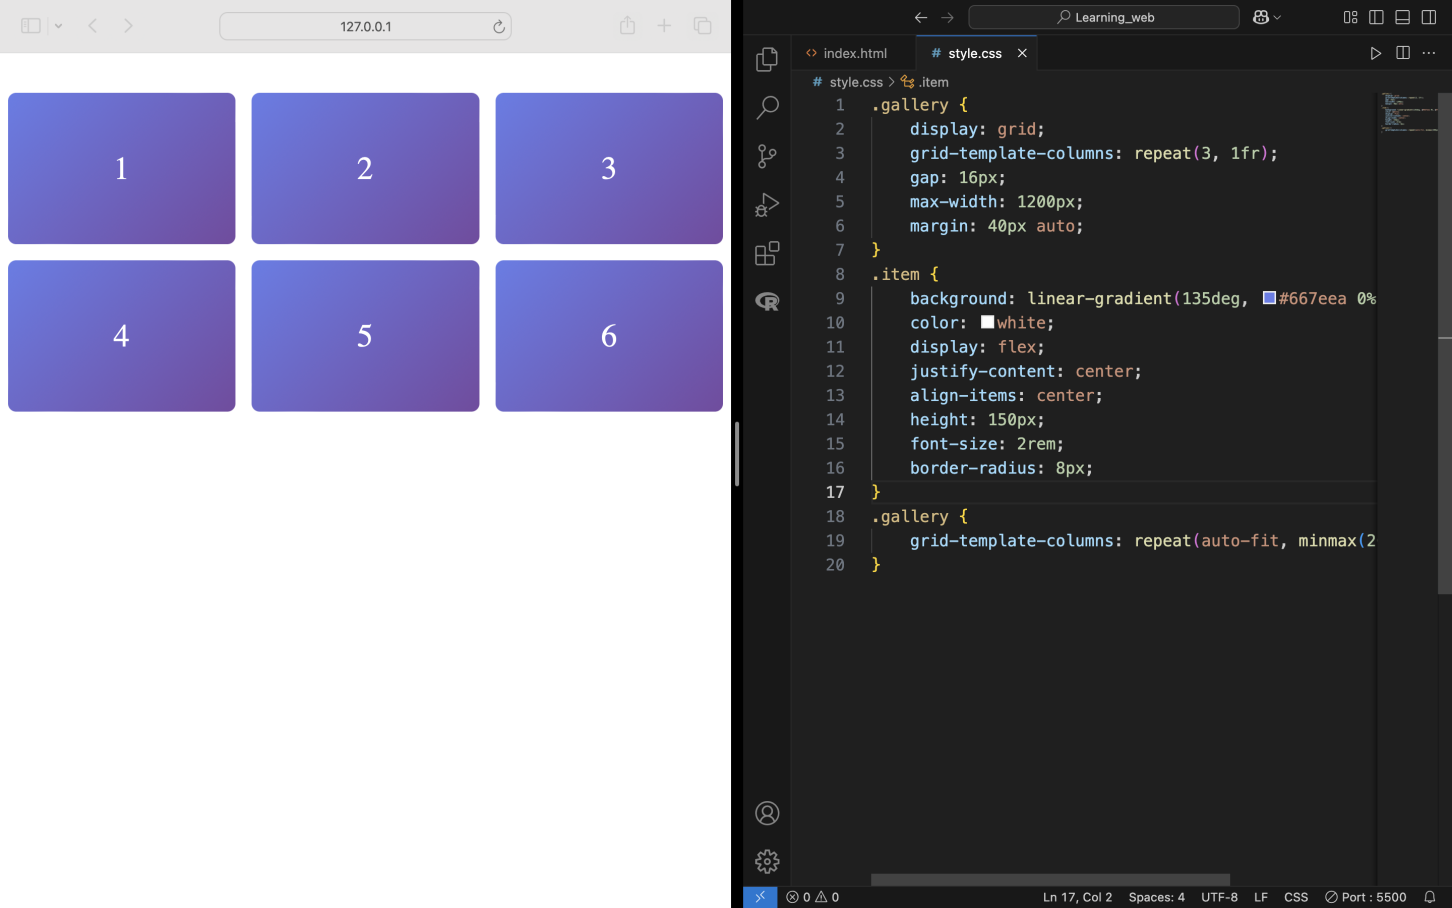 127.0.0.1
1
2
3
4
5
6
Learning_web
index.html
# style.css
# style.css > .item
1 .gallery {
2 display: grid;
3 grid-template-columns: repeat(3, 1fr);
4 gap: 16px;
5 max-width: 1200px;
6 margin: 40px auto;
7 }
8 .item {
9 background: linear-gradient(135deg, #667eea 0%
10 color: white;
11 display: flex;
12 justify-content: center;
13 align-items: center;
14 height: 150px;
15 font-size: 2rem;
16 border-radius: 8px;
17 }
18 .gallery {
19 grid-template-columns: repeat(auto-fit, minmax(2
20 }
0 0 Ln 17, Col 2 Spaces: 4 UTF-8 LF CSS Port : 5500